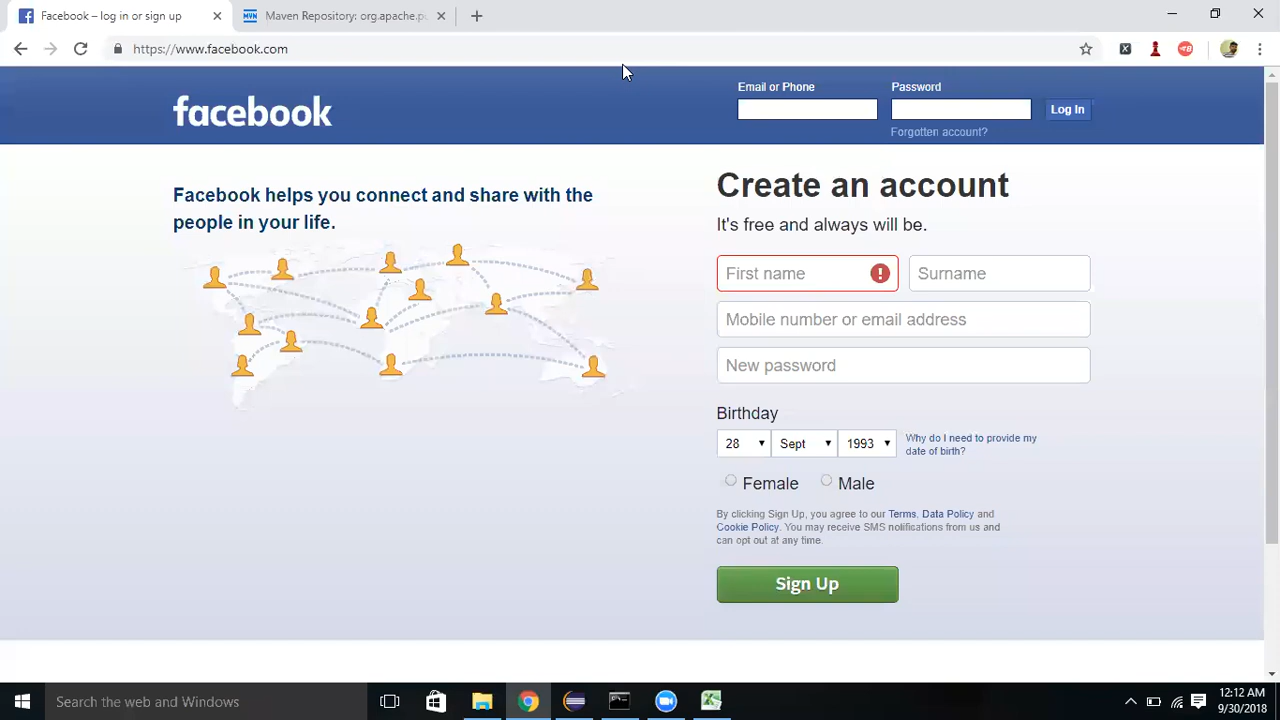 Facebook – log in or sign up
Maven Repository: org.apache.po
https://www.facebook.com
facebook
Email or Phone
Password
Log In
Forgotten account?
Facebook helps you connect and share with the
people in your life.
Create an account
It's free and always will be.
First name
Surname
Mobile number or email address
New password
Birthday
28
Sept
1993
Why do I need to provide my
date of birth?
Female
Male
By clicking Sign Up, you agree to our Terms, Data Policy and
Cookie Policy. You may receive SMS notifications from us and
can opt out at any time.
Sign Up
Search the web and Windows
12:12 AM
9/30/2018